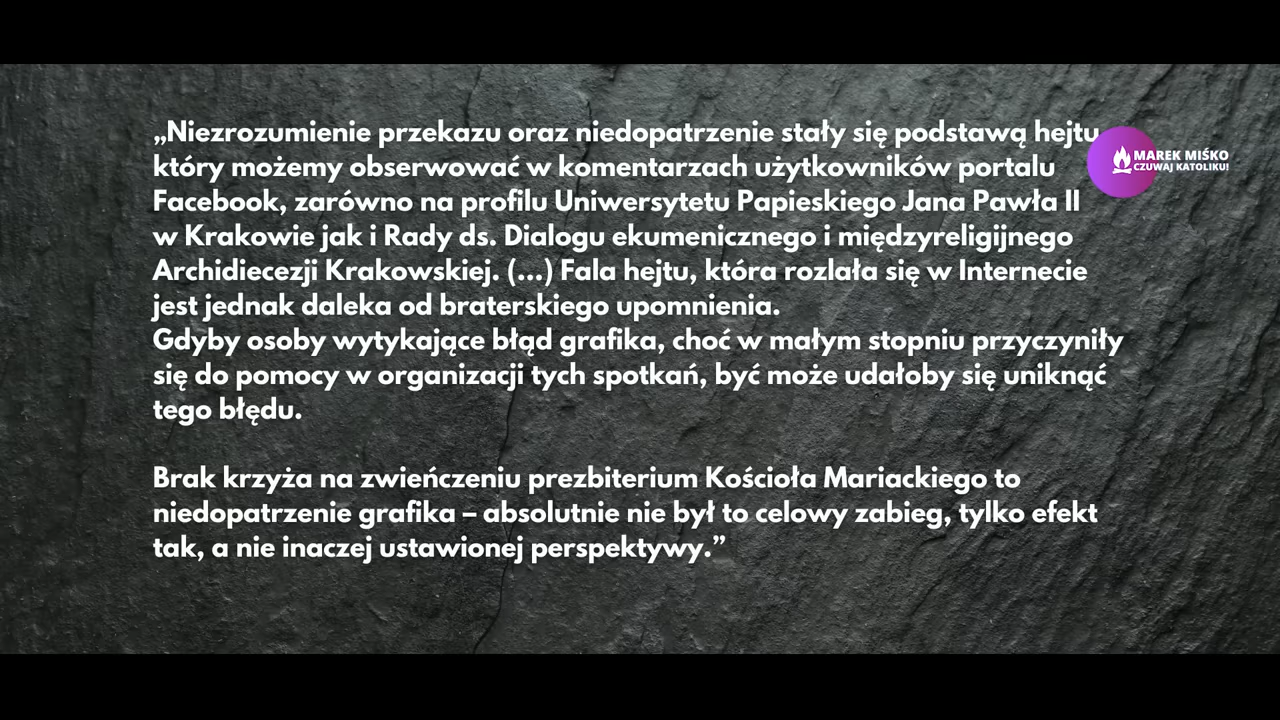 „Niezrozumienie przekazu oraz niedopatrzenie stały się podstawą hejtu
który możemy obserwować w komentarzach użytkowników portalu
Facebook, zarówno na profilu Uniwersytetu Papieskiego Jana Pawła II
w Krakowie jak i Rady ds. Dialogu ekumenicznego i międzyreligijnego
Archidiecezji Krakowskiej. (...) Fala hejtu, która rozlała się w Internecie
jest jednak daleka od braterskiego upomnienia.
Gdyby osoby wytykające błąd grafika, choć w małym stopniu przyczyniły
się do pomocy w organizacji tych spotkań, być może udałoby się uniknąć
tego błędu.
Brak krzyża na zwieńczeniu prezbiterium Kościoła Mariackiego to
niedopatrzenie grafika – absolutnie nie był to celowy zabieg, tylko efekt
tak, a nie inaczej ustawionej perspektywy.”
MAREK MIŚKO
CZUWAJ KATOLIKU!